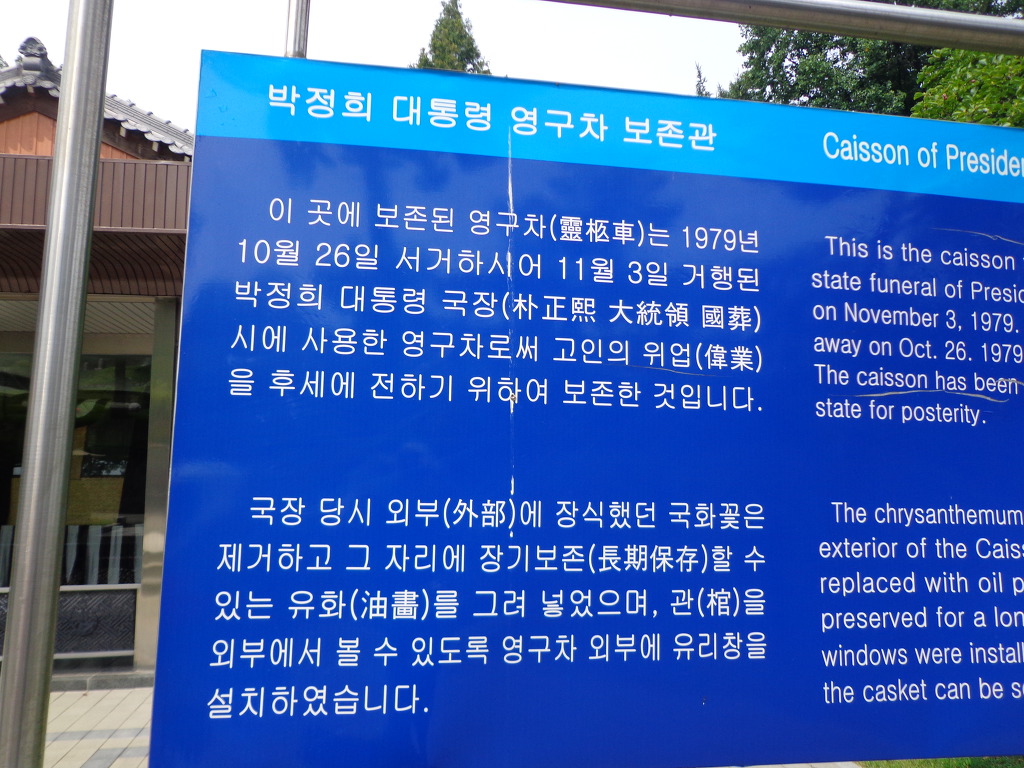 박정희 대통령 영구차 보존관
이 곳에 보존된 영구차(靈柩車)는 1979년
10월 26일 서거하시어 11월 3일 거행된
박정희 대통령 국장(朴正熙 大統領 國葬)
시에 사용한 영구차로써 고인의 위업(偉業)
을 후세에 전하기 위하여 보존한 것입니다.
국장 당시 외부(外部)에 장식했던 국화꽃은
제거하고 그 자리에 장기보존(長期保存)할 수
있는 유화(油畵)를 그려 넣었으며, 관(棺)을
외부에서 볼 수 있도록 영구차 외부에 유리창을
설치하였습니다.
Caisson of
This is the caisson
state funeral of
on November 3, 1979.
away on Oct. 26. 1979
The caisson has been
state for posterity.
The chrysanthemum
exterior of the
replaced with oil
preserved for a
windows were
the casket can be